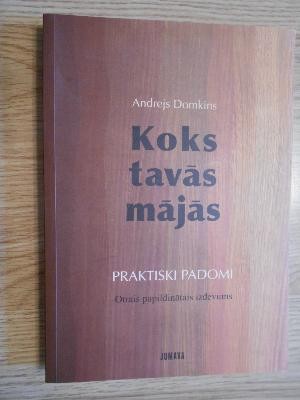 Andrejs Domkins
Koks
tavās
mājās
PRAKTISKI PADOMI
Otrais papildinātais izdevums
JUMAVA